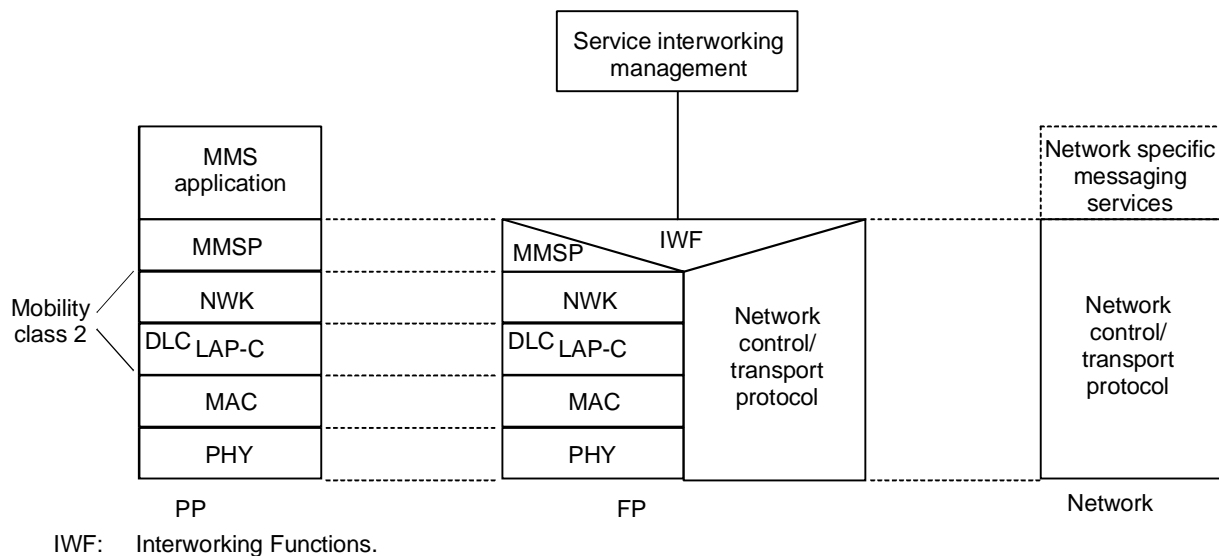 Service interworking
management
MMS
application
MMSP
NWK
DLC LAP-C
MAC
PHY
PP
Mobility
class 2
IWF
MMSP
NWK
DLC LAP-C
MAC
PHY
Network
control/
transport
protocol
FP
Network specific
messaging
services
Network
control/
transport
protocol
Network
IWF: Interworking Functions.